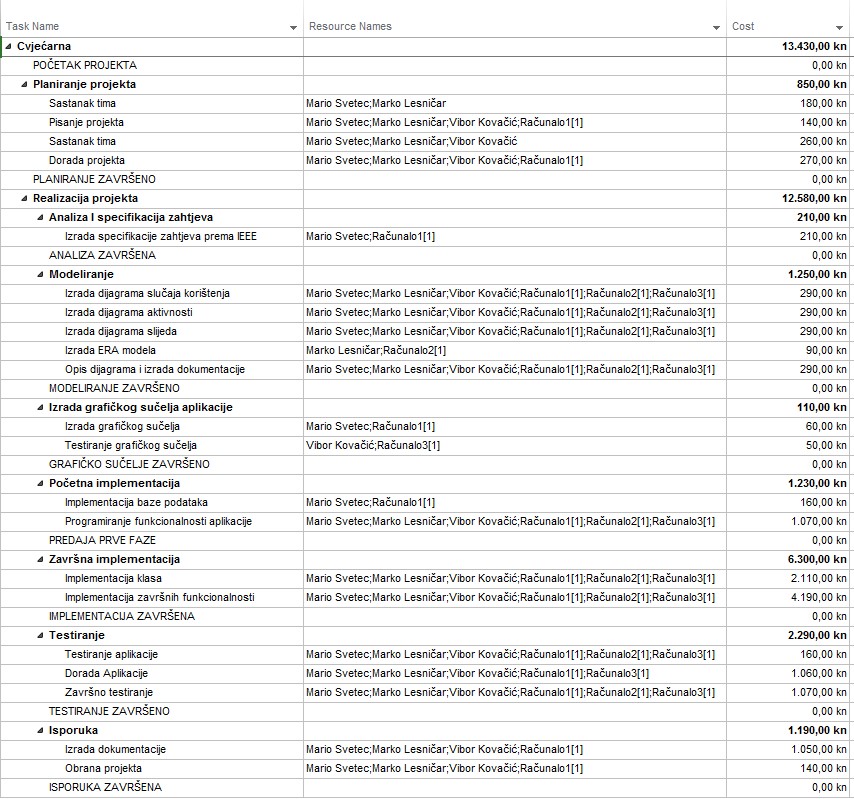 Task Name Resource Names Cost
Cvjećarna 13.430,00 kn
POČETAK PROJEKTA 0,00 kn
Planiranje projekta 850,00 kn
Sastanak tima Mario Svetec;Marko Lesničar 180,00 kn
Pisanje projekta Mario Svetec;Marko Lesničar;Vibor Kovačić;Računalo1[1] 140,00 kn
Sastanak tima Mario Svetec;Marko Lesničar;Vibor Kovačić 260,00 kn
Dorada projekta Mario Svetec;Marko Lesničar;Vibor Kovačić;Računalo1[1] 270,00 kn
PLANIRANJE ZAVRŠENO 0,00 kn
Realizacija projekta 12.580,00 kn
Analiza I specifikacija zahtjeva 210,00 kn
Izrada specifikacije zahtjeva prema IEEE Mario Svetec;Računalo1[1] 210,00 kn
ANALIZA ZAVRŠENA 0,00 kn
Modeliranje 1.250,00 kn
Izrada dijagrama slučaja korištenja Mario Svetec;Marko Lesničar;Vibor Kovačić;Računalo1[1];Računalo2[1];Računalo3[1] 290,00 kn
Izrada dijagrama aktivnosti Mario Svetec;Marko Lesničar;Vibor Kovačić;Računalo1[1];Računalo2[1];Računalo3[1] 290,00 kn
Izrada dijagrama slijeda Mario Svetec;Marko Lesničar;Vibor Kovačić;Računalo1[1];Računalo2[1];Računalo3[1] 290,00 kn
Izrada ERA modela Marko Lesničar;Računalo2[1] 90,00 kn
Opis dijagrama i izrada dokumentacije Mario Svetec;Marko Lesničar;Vibor Kovačić;Računalo1[1];Računalo2[1];Računalo3[1] 290,00 kn
MODELIRANJE ZAVRŠENO 0,00 kn
Izrada grafičkog sučelja aplikacije 110,00 kn
Izrada grafičkog sučelja Mario Svetec;Računalo1[1] 60,00 kn
Testiranje grafičkog sučelja Vibor Kovačić;Računalo3[1] 50,00 kn
GRAFIČKO SUČELJE ZAVRŠENO 0,00 kn
Početna implementacija 1.230,00 kn
Implementacija baze podataka Mario Svetec;Računalo1[1] 160,00 kn
Programiranje funkcionalnosti aplikacije Mario Svetec;Marko Lesničar;Vibor Kovačić;Računalo1[1];Računalo2[1];Računalo3[1] 1.070,00 kn
PREDAJA PRVE FAZE 0,00 kn
Završna implementacija 6.300,00 kn
Implementacija klasa Mario Svetec;Marko Lesničar;Vibor Kovačić;Računalo1[1];Računalo2[1];Računalo3[1] 2.110,00 kn
Implementacija završnih funkcionalnosti Mario Svetec;Marko Lesničar;Vibor Kovačić;Računalo1[1];Računalo2[1];Računalo3[1] 4.190,00 kn
IMPLEMENTACIJA ZAVRŠENA 0,00 kn
Testiranje 2.290,00 kn
Testiranje aplikacije Mario Svetec;Marko Lesničar;Vibor Kovačić;Računalo1[1];Računalo2[1];Računalo3[1] 160,00 kn
Dorada Aplikacije Mario Svetec;Marko Lesničar;Vibor Kovačić;Računalo1[1];Računalo3[1] 1.060,00 kn
Završno testiranje Mario Svetec;Marko Lesničar;Vibor Kovačić;Računalo1[1];Računalo2[1];Računalo3[1] 1.070,00 kn
TESTIRANJE ZAVRŠENO 0,00 kn
Isporuka 1.190,00 kn
Izrada dokumentacije Mario Svetec;Marko Lesničar;Vibor Kovačić;Računalo1[1] 1.050,00 kn
Obrana projekta Mario Svetec;Marko Lesničar;Vibor Kovačić;Računalo1[1] 140,00 kn
ISPORUKA ZAVRŠENA 0,00 kn